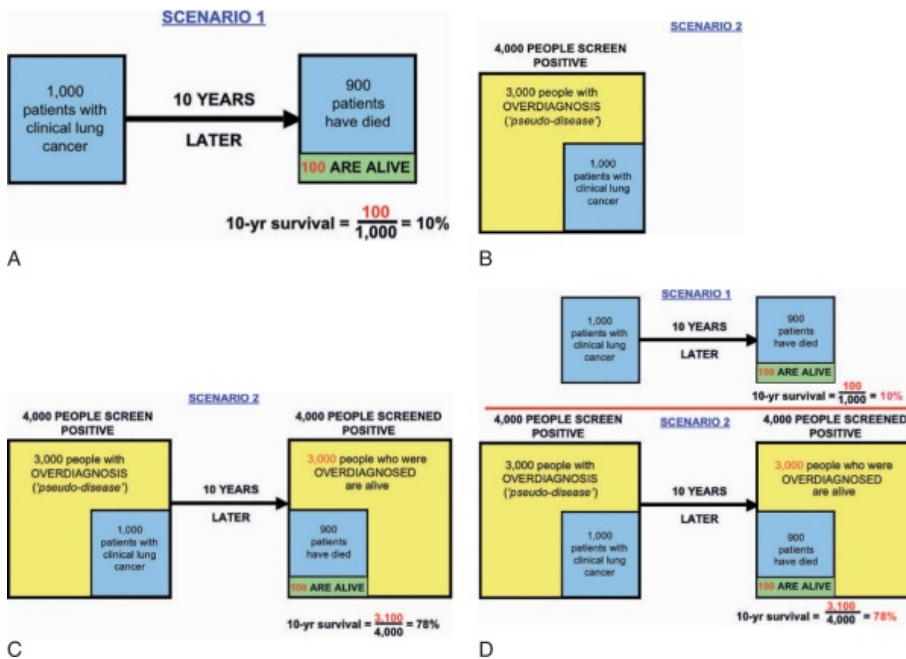 SCENARIO 1
1,000
patients with
clinical lung
cancer
10 YEARS
LATER
900
patients
have died
100 ARE ALIVE
10-yr survival = 100 / 1,000 = 10%
A
SCENARIO 2
4,000 PEOPLE SCREEN
POSITIVE
3,000 people with
OVERDIAGNOSIS
('pseudo-disease')
1,000
patients with
clinical lung
cancer
B
SCENARIO 2
4,000 PEOPLE SCREEN
POSITIVE
3,000 people with
OVERDIAGNOSIS
('pseudo-disease')
1,000
patients with
clinical lung
cancer
10 YEARS
LATER
4,000 PEOPLE SCREENED
POSITIVE
3,000 people who were
OVERDIAGNOSED
are alive
900
patients
have died
100 ARE ALIVE
10-yr survival = 3,100 / 4,000 = 78%
C
SCENARIO 1
1,000
patients with
clinical lung
cancer
10 YEARS
LATER
900
patients
have died
100 ARE ALIVE
10-yr survival = 100 / 1,000 = 10%
SCENARIO 2
4,000 PEOPLE SCREEN
POSITIVE
3,000 people with
OVERDIAGNOSIS
('pseudo-disease')
1,000
patients with
clinical lung
cancer
10 YEARS
LATER
4,000 PEOPLE SCREENED
POSITIVE
3,000 people who were
OVERDIAGNOSED
are alive
900
patients
have died
100 ARE ALIVE
10-yr survival = 3,100 / 4,000 = 78%
D